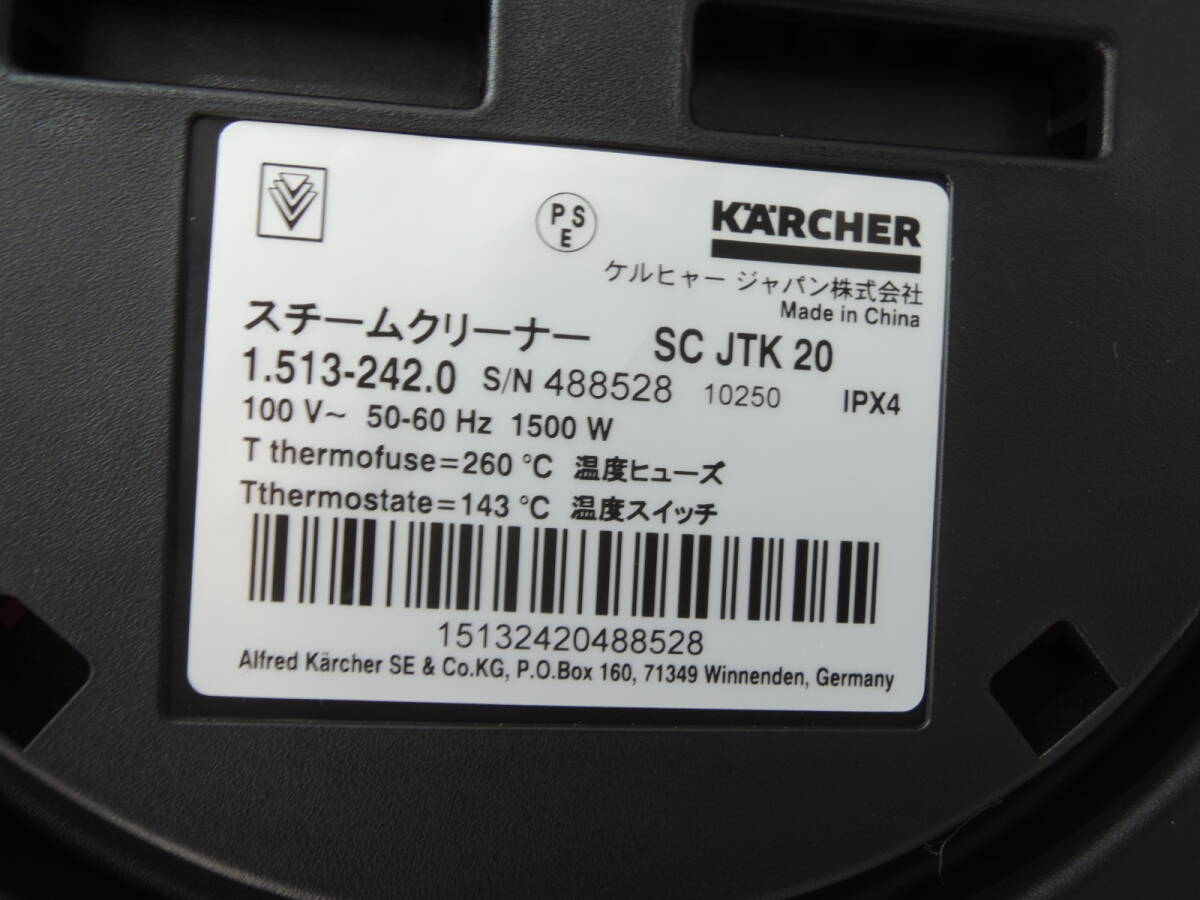 PS
E
KÄRCHER
ケルヒャー ジャパン株式会社
Made in China
スチームクリーナー SC JTK 20
1.513-242.0 S/N 488528 10250 IPX4
100 V~ 50-60 Hz 1500 W
T thermofuse=260 °C 温度ヒューズ
Tthermostate=143 °C 温度スイッチ
15132420488528
Alfred Kärcher SE & Co.KG, P.O.Box 160, 71349 Winnenden, Germany